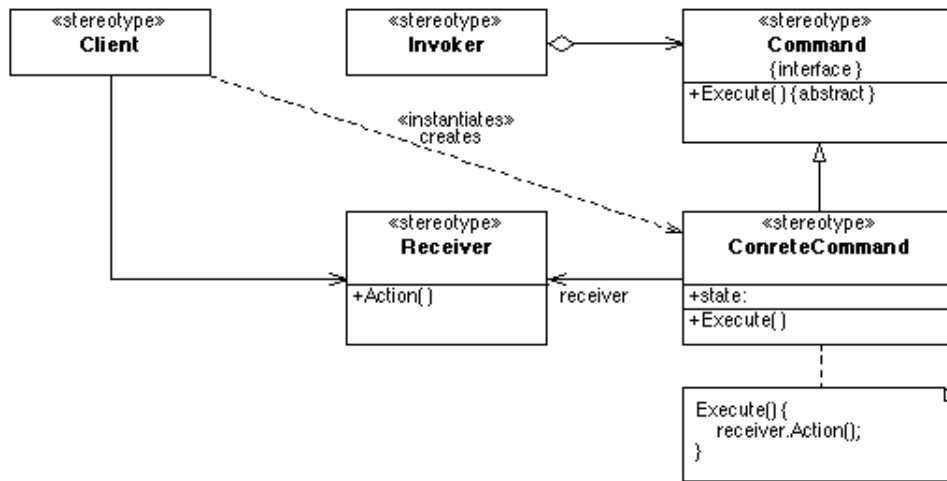 «stereotype»
Client
«stereotype»
Invoker
«stereotype»
Command
{interface}
+Execute() {abstract}
«instantiates»
creates
«stereotype»
Receiver
+Action()
receiver
«stereotype»
ConreteCommand
+state:
+Execute()
Execute() {
receiver.Action();
}